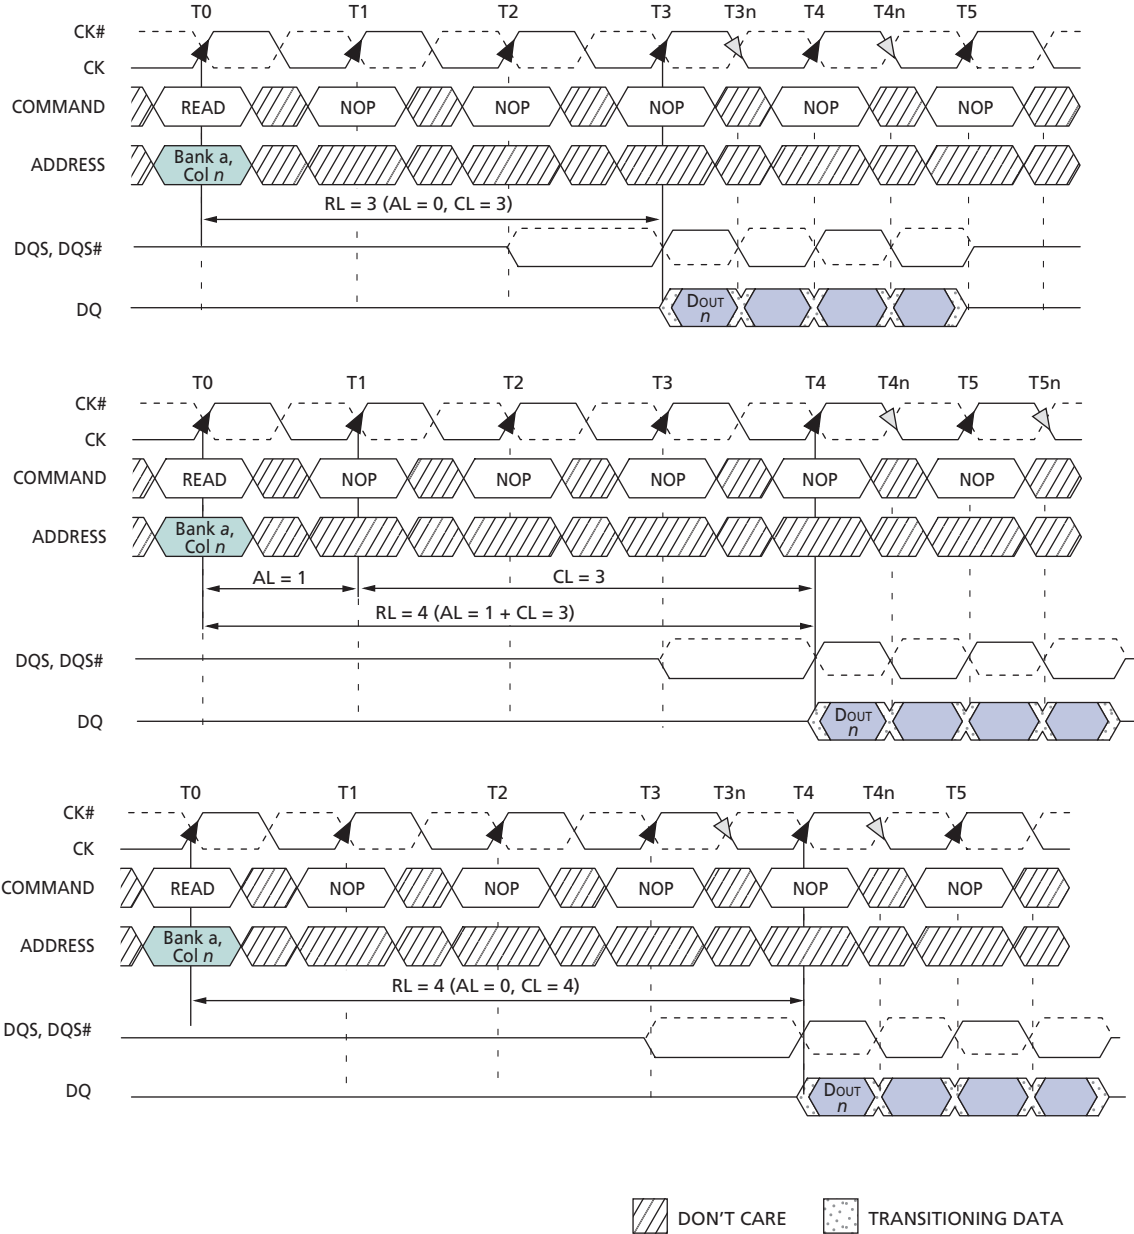 T0 T1 T2 T3 T3n T4 T4n T5
CK#
CK
COMMAND READ NOP NOP NOP NOP NOP
ADDRESS Bank a,
Col n
RL = 3 (AL = 0, CL = 3)
DQS, DQS#
DQ DOUT
n
T0 T1 T2 T3 T4 T4n T5 T5n
CK#
CK
COMMAND READ NOP NOP NOP NOP NOP
ADDRESS Bank a,
Col n
AL = 1 CL = 3
RL = 4 (AL = 1 + CL = 3)
DQS, DQS#
DQ DOUT
n
T0 T1 T2 T3 T3n T4 T4n T5
CK#
CK
COMMAND READ NOP NOP NOP NOP NOP
ADDRESS Bank a,
Col n
RL = 4 (AL = 0, CL = 4)
DQS, DQS#
DQ DOUT
n
DON'T CARE TRANSITIONING DATA